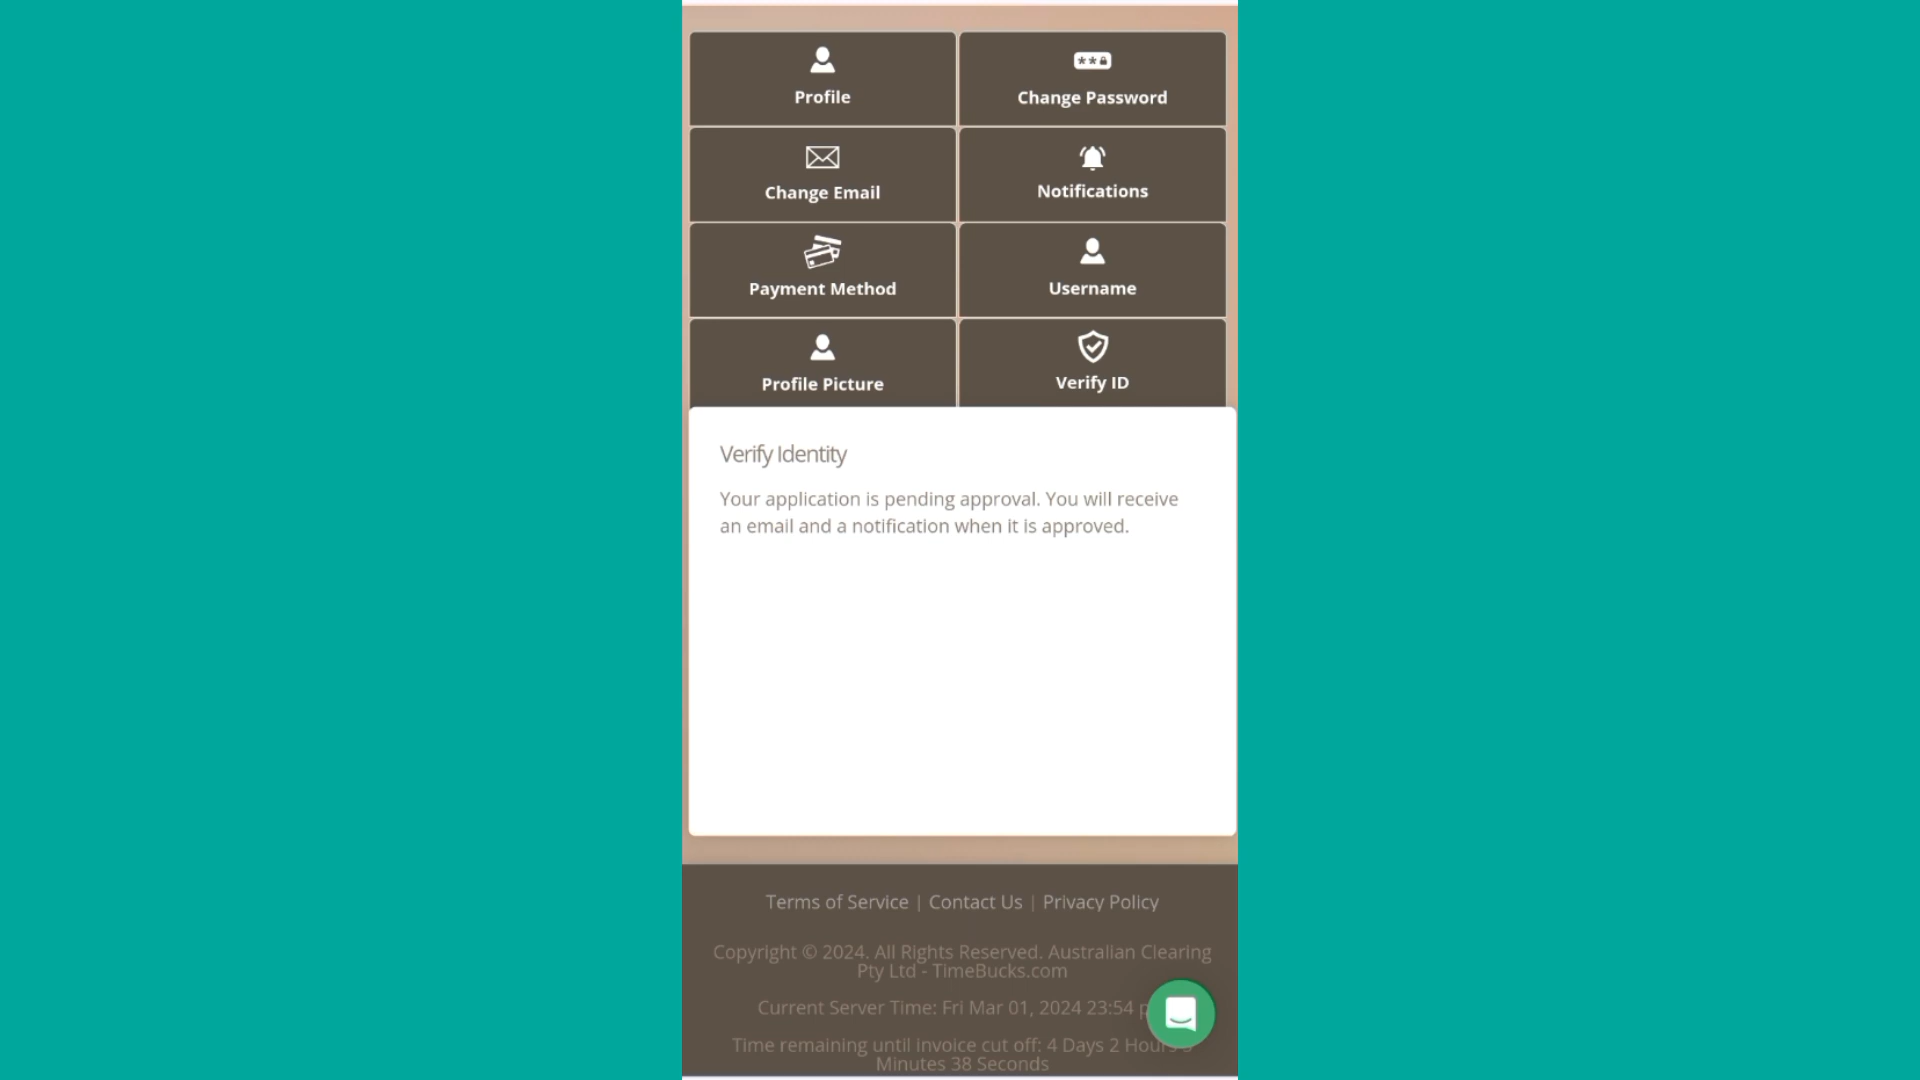 Profile
Change Password
Change Email
Notifications
Payment Method
Username
Profile Picture
Verify ID
Verify Identity
Your application is pending approval. You will receive
an email and a notification when it is approved.
Terms of Service | Contact Us | Privacy Policy
Copyright © 2024. All Rights Reserved. Australian Clearing
Pty Ltd - TimeBucks.com
Current Server Time: Fri Mar 01, 2024 23:54
Time remaining until invoice cut off: 4 Days 2 Hours
Minutes 38 Seconds